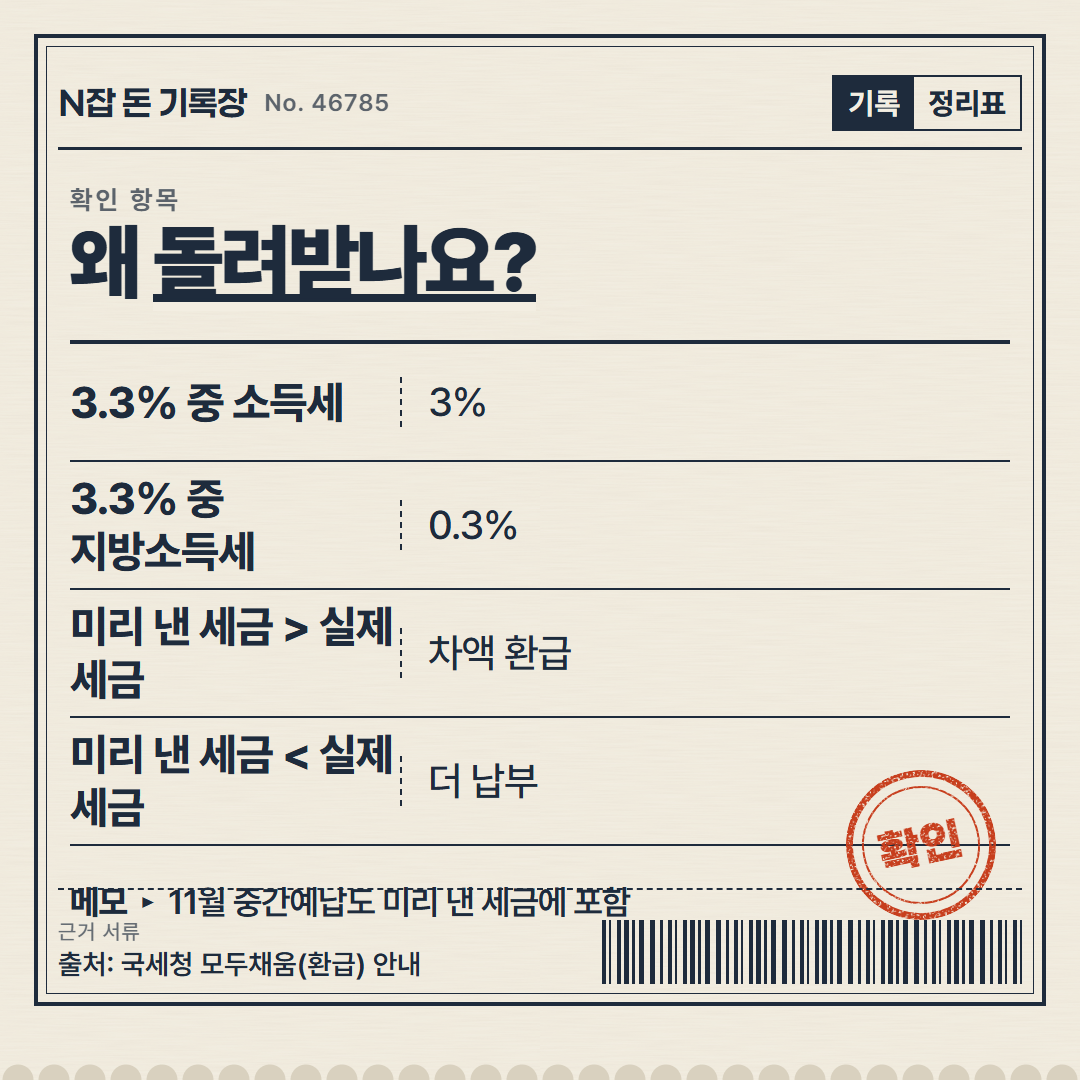 N잡 돈 기록장 No. 46785
기록 정리표
확인 항목
왜 돌려받나요?
3.3% 중 소득세 3%
3.3% 중
지방소득세
0.3%
미리 낸 세금 > 실제
세금
차액 환급
미리 낸 세금 < 실제
세금
더 납부
확인
메모 ▸ 11월 중간예납도 미리 낸 세금에 포함
근거 서류
출처: 국세청 모두채움(환급) 안내